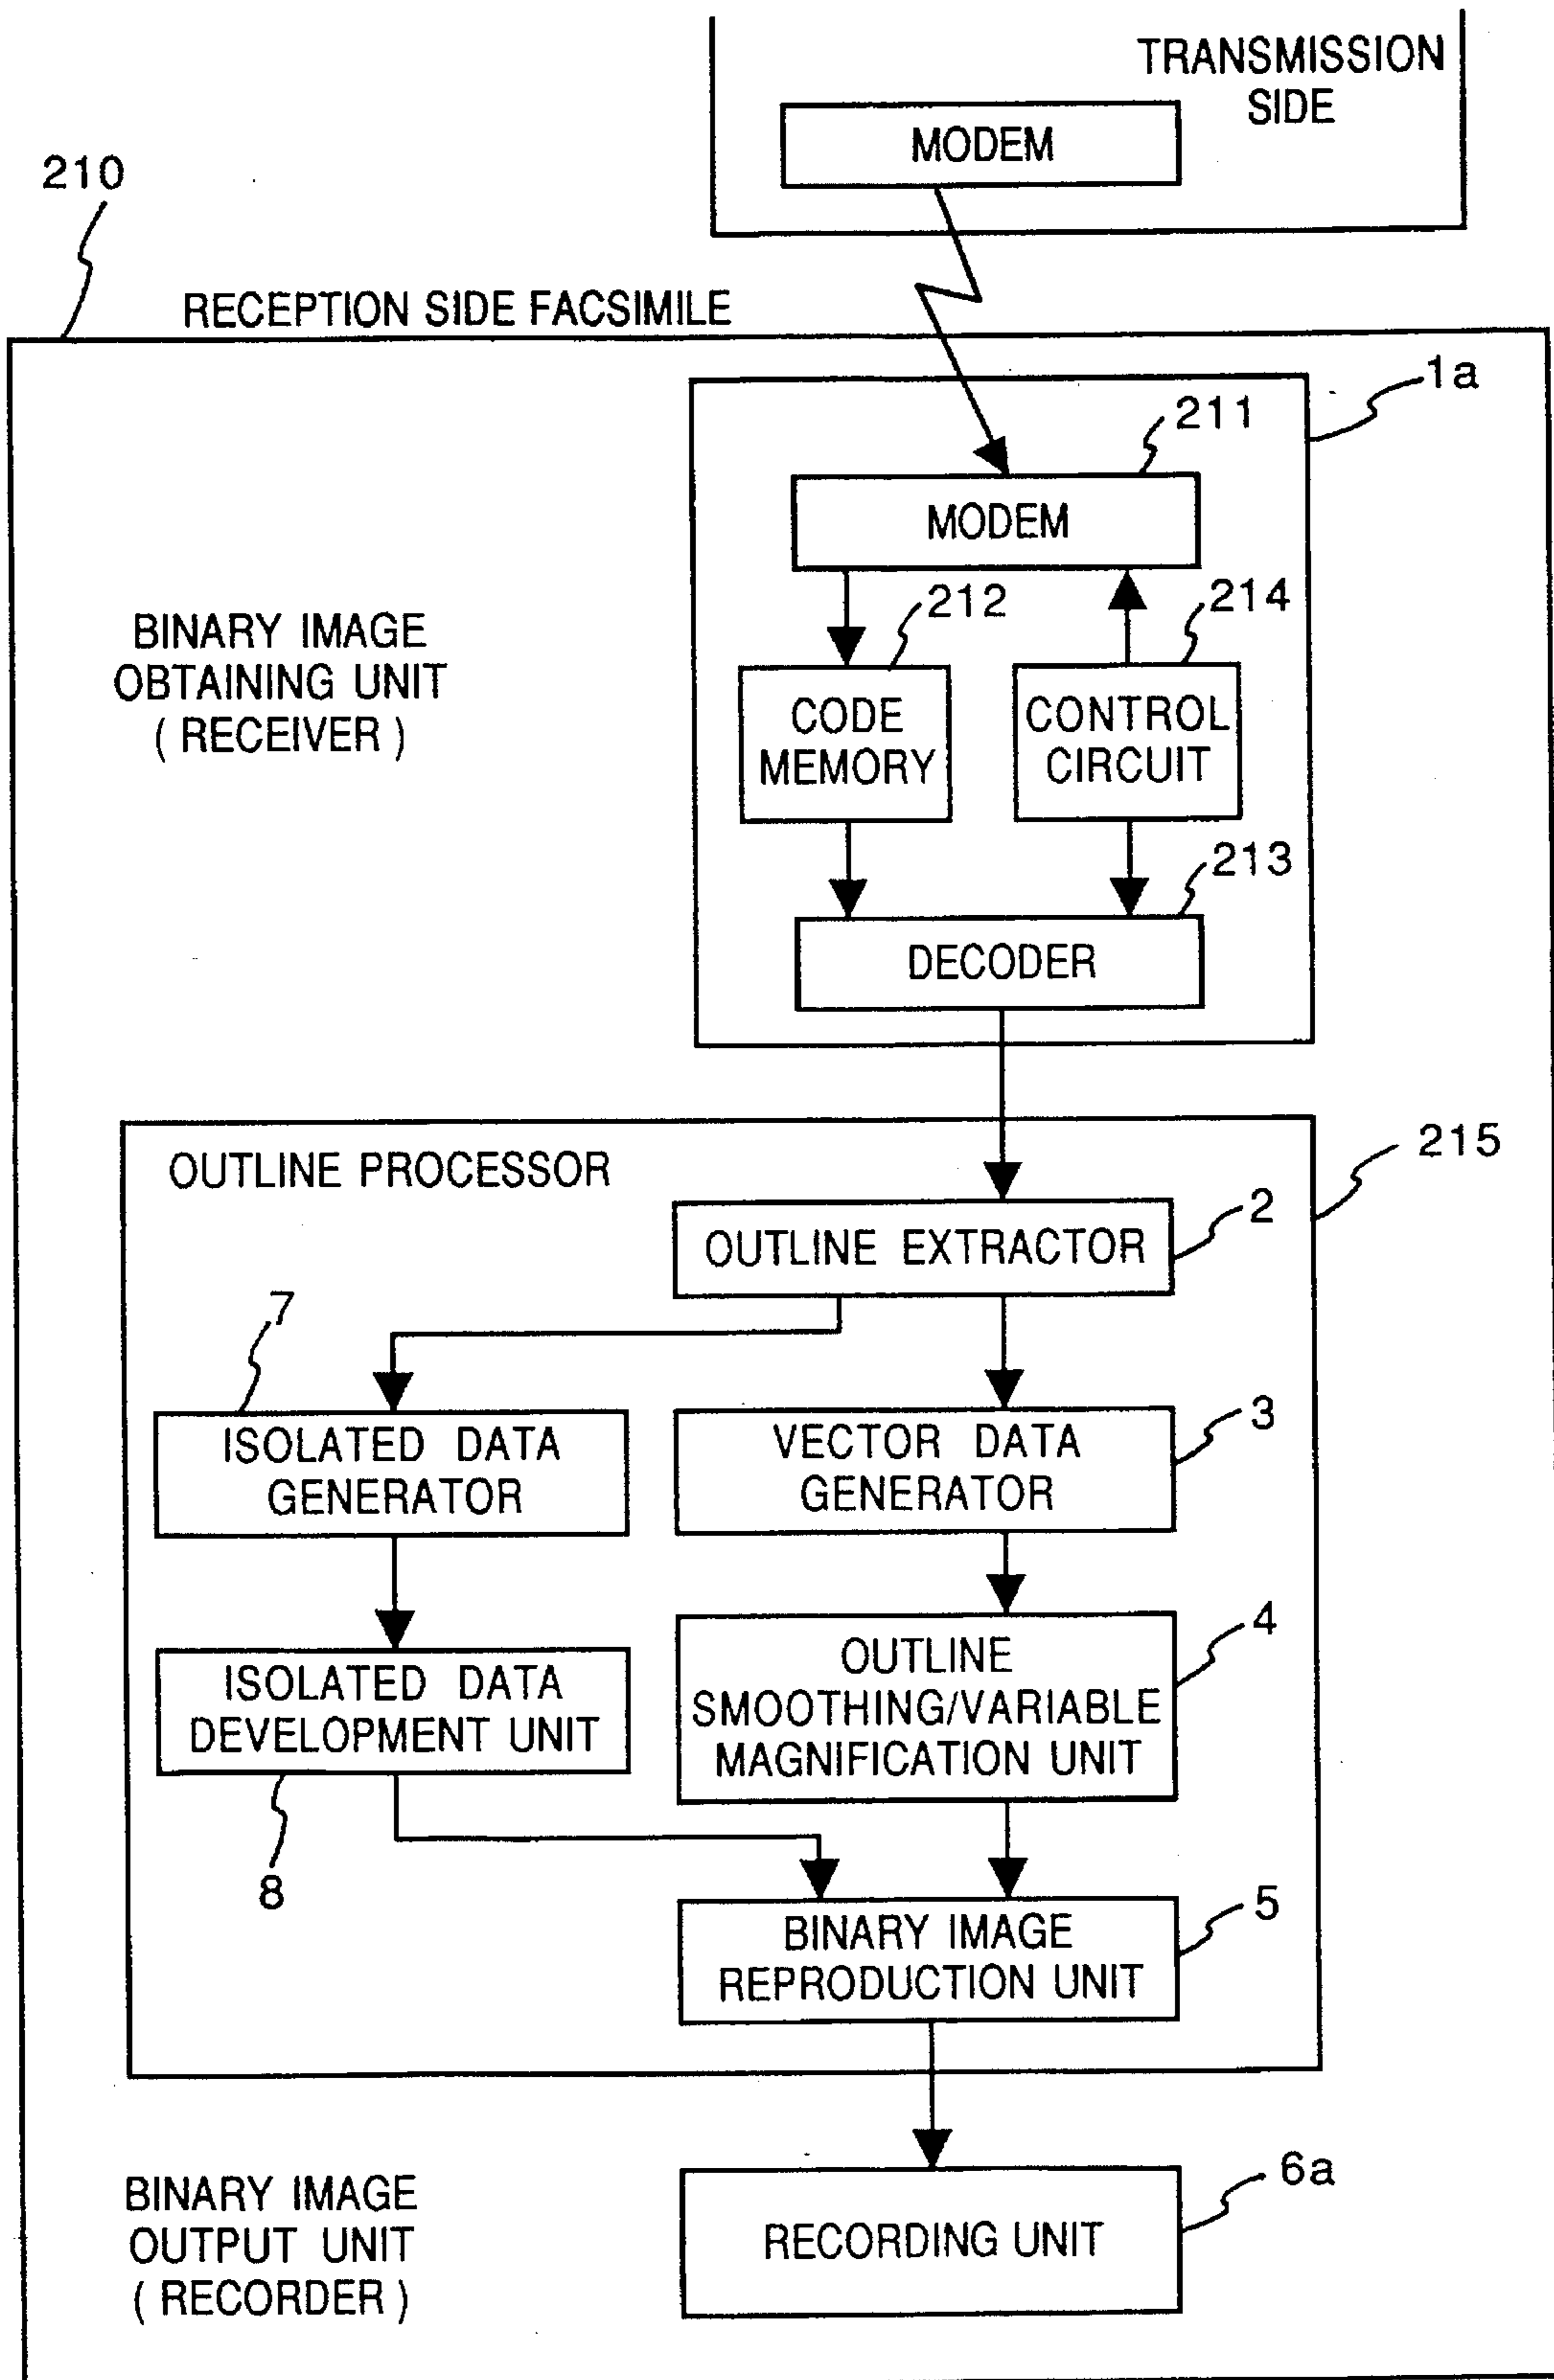 TRANSMISSION
SIDE
MODEM
210
RECEPTION SIDE FACSIMILE
1a
211
MODEM
212
214
BINARY IMAGE
OBTAINING UNIT
( RECEIVER )
CODE
MEMORY
CONTROL
CIRCUIT
213
DECODER
215
OUTLINE PROCESSOR
2
OUTLINE EXTRACTOR
7
3
ISOLATED DATA
GENERATOR
VECTOR DATA
GENERATOR
4
ISOLATED DATA
DEVELOPMENT UNIT
OUTLINE
SMOOTHING/VARIABLE
MAGNIFICATION UNIT
8
5
BINARY IMAGE
REPRODUCTION UNIT
6a
BINARY IMAGE
OUTPUT UNIT
( RECORDER )
RECORDING UNIT